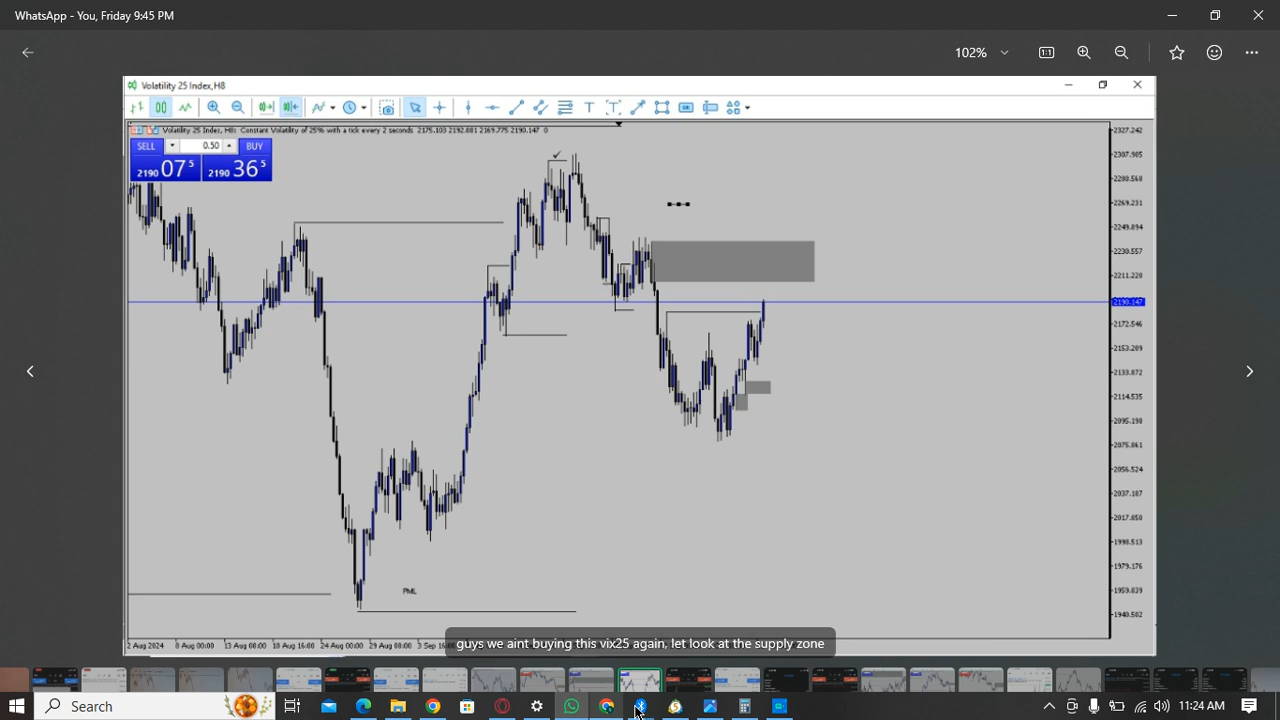 WhatsApp - You, Friday 9:45 PM
102%
Volatility 25 Index,H8
Volatility 25 Index, H8: Constant Volatility of 25% with a tick every 2 seconds 2175.103 2192.081 2169.775 2190.147 0
SELL 0.50 BUY
2190 07 5 2190 36 5
2327.242
2307.905
2288.568
2269.231
2249.894
2230.557
2211.220
2190.147
2172.546
2153.209
2133.872
2114.535
2095.198
2075.861
2056.524
2037.187
2017.850
1998.513
1979.176
1959.839
1940.502
PML
2 Aug 2024 8 Aug 00:00 13 Aug 08:00 18 Aug 16:00 24 Aug 00:00 29 Aug 08:00 3 Sep 16
guys we aint buying this vix25 again, let look at the supply zone
Search
11:24 AM